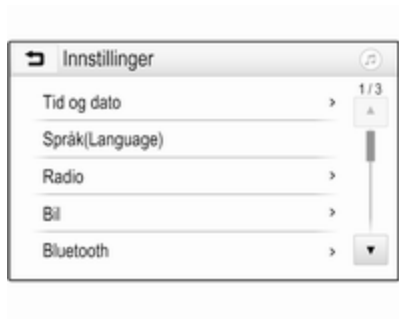 Innstillinger
1/3
Tid og dato
Språk(Language)
Radio
Bil
Bluetooth